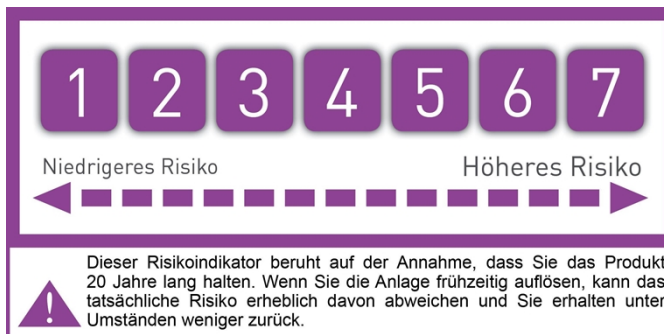 1 2 3 4 5 6 7
Niedrigeres Risiko Höheres Risiko
!
Dieser Risikoindikator beruht auf der Annahme, dass Sie das Produkt
20 Jahre lang halten. Wenn Sie die Anlage frühzeitig auflösen, kann das
tatsächliche Risiko erheblich davon abweichen und Sie erhalten unter
Umständen weniger zurück.